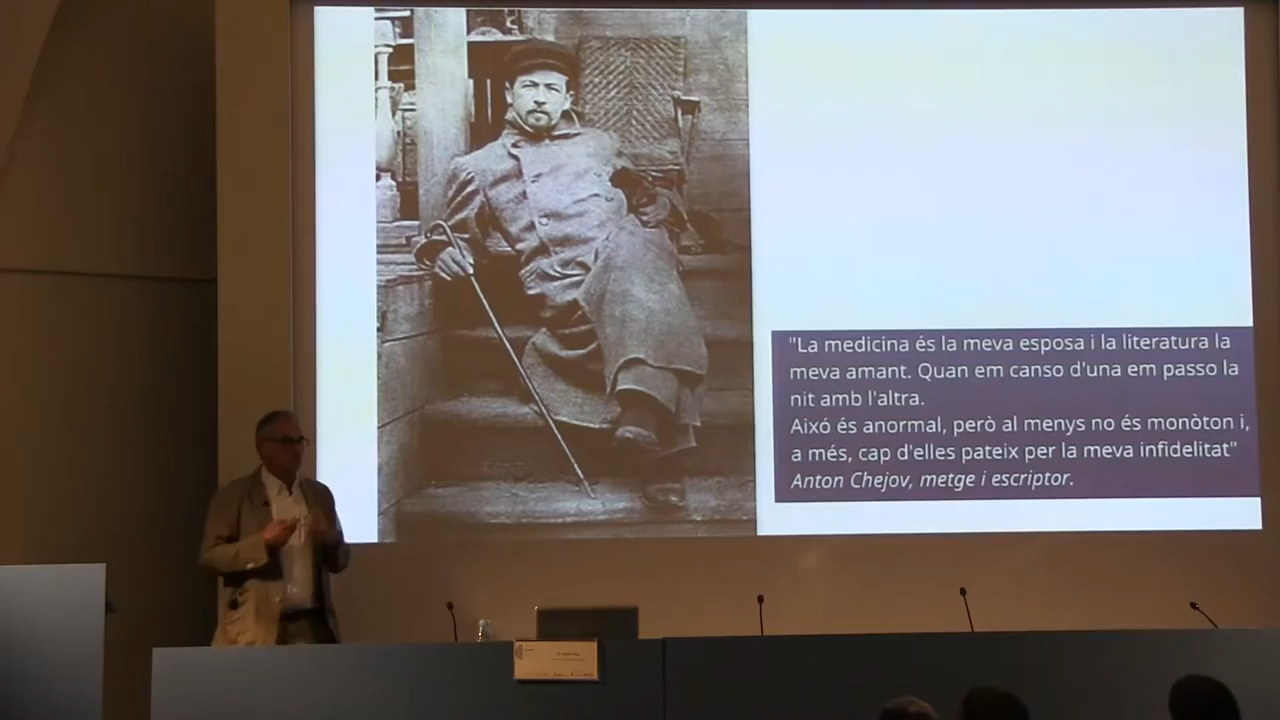 "La medicina és la meva esposa i la literatura la
meva amant. Quan em canso d'una em passo la
nit amb l'altra.
Aixó és anormal, però al menys no és monòton i,
a més, cap d'elles pateix per la meva infidelitat"
Anton Chejov, metge i escriptor.